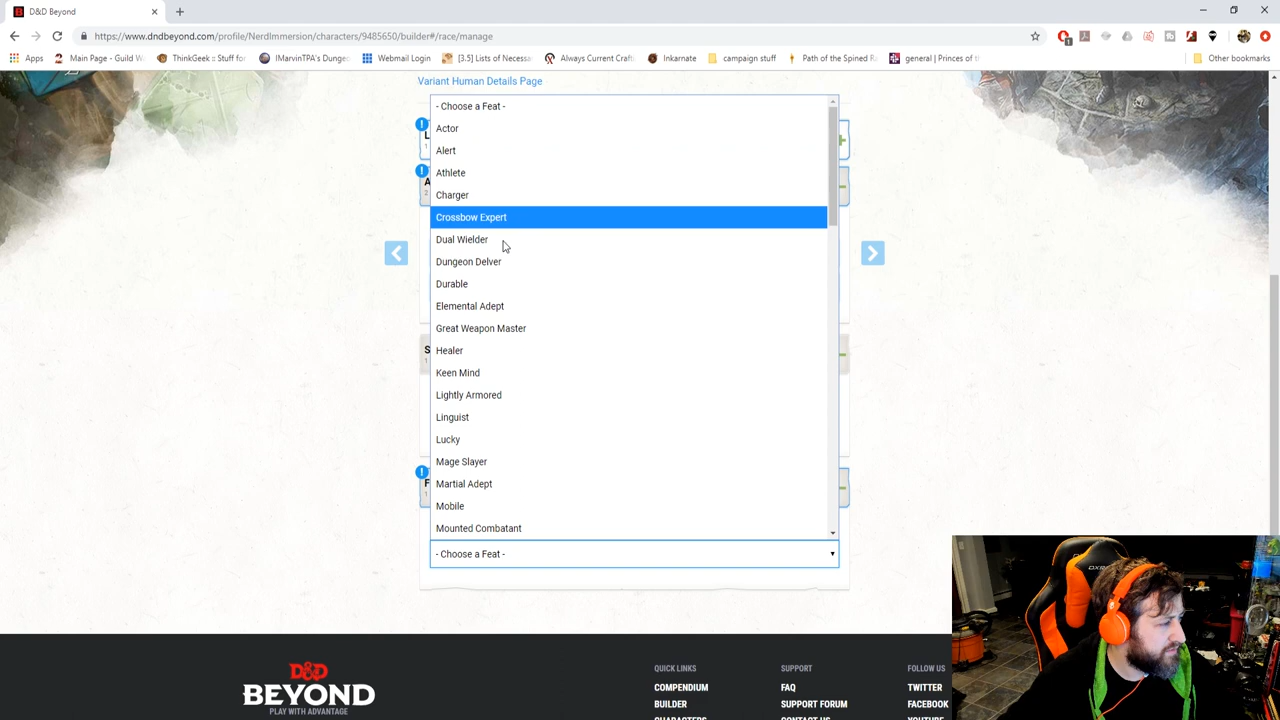 D&D Beyond
https://www.dndbeyond.com/profile/NerdImmersion/characters/9485650/builder#/race/manage
Apps
Main Page - Guild W
ThinkGeek :: Stuff for
IMarvinTPA's Dunge
Webmail Login
[3.5] Lists of Necessa
Always Current Craft
Inkarnate
campaign stuff
Path of the Spined R
general | Princes of t
Other bookmarks
Variant Human Details Page
- Choose a Feat -
Actor
Alert
Athlete
Charger
Crossbow Expert
Dual Wielder
Dungeon Delver
Durable
Elemental Adept
Great Weapon Master
Healer
Keen Mind
Lightly Armored
Linguist
Lucky
Mage Slayer
Martial Adept
Mobile
Mounted Combatant
- Choose a Feat -
D&D
BEYOND
PLAY WITH ADVANTAGE
QUICK LINKS
COMPENDIUM
BUILDER
CHARACTERS
SUPPORT
FAQ
SUPPORT FORUM
CONTACT US
FOLLOW US
TWITTER
FACEBOOK
YOUTUBE
DXR